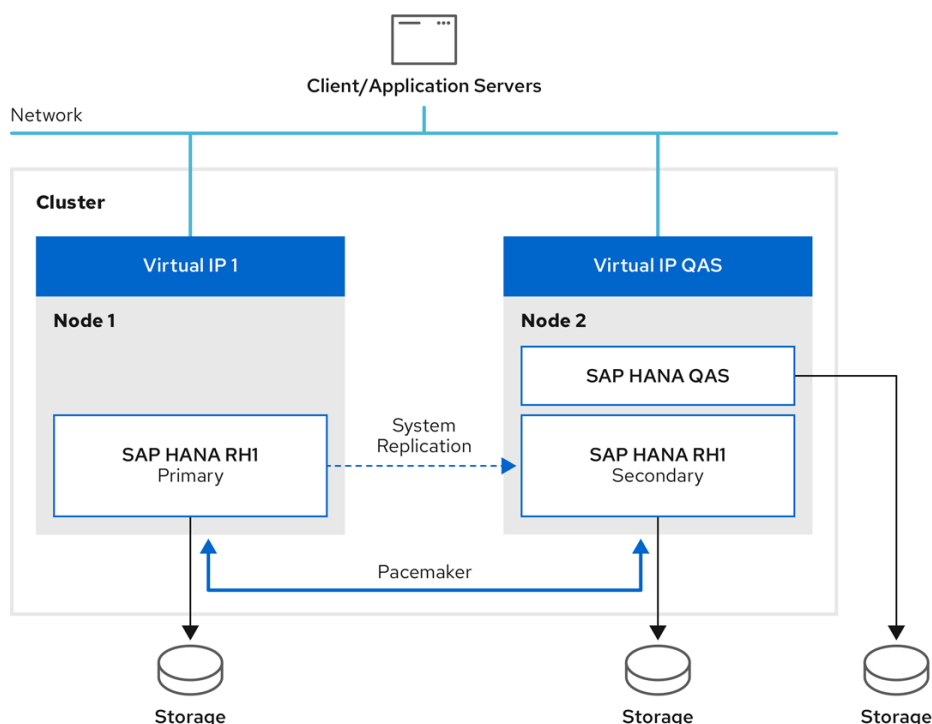 Client/Application Servers
Network
Cluster
Virtual IP 1
Virtual IP QAS
Node 1
Node 2
SAP HANA QAS
System
Replication
SAP HANA RH1
Primary
SAP HANA RH1
Secondary
Pacemaker
Storage
Storage
Storage